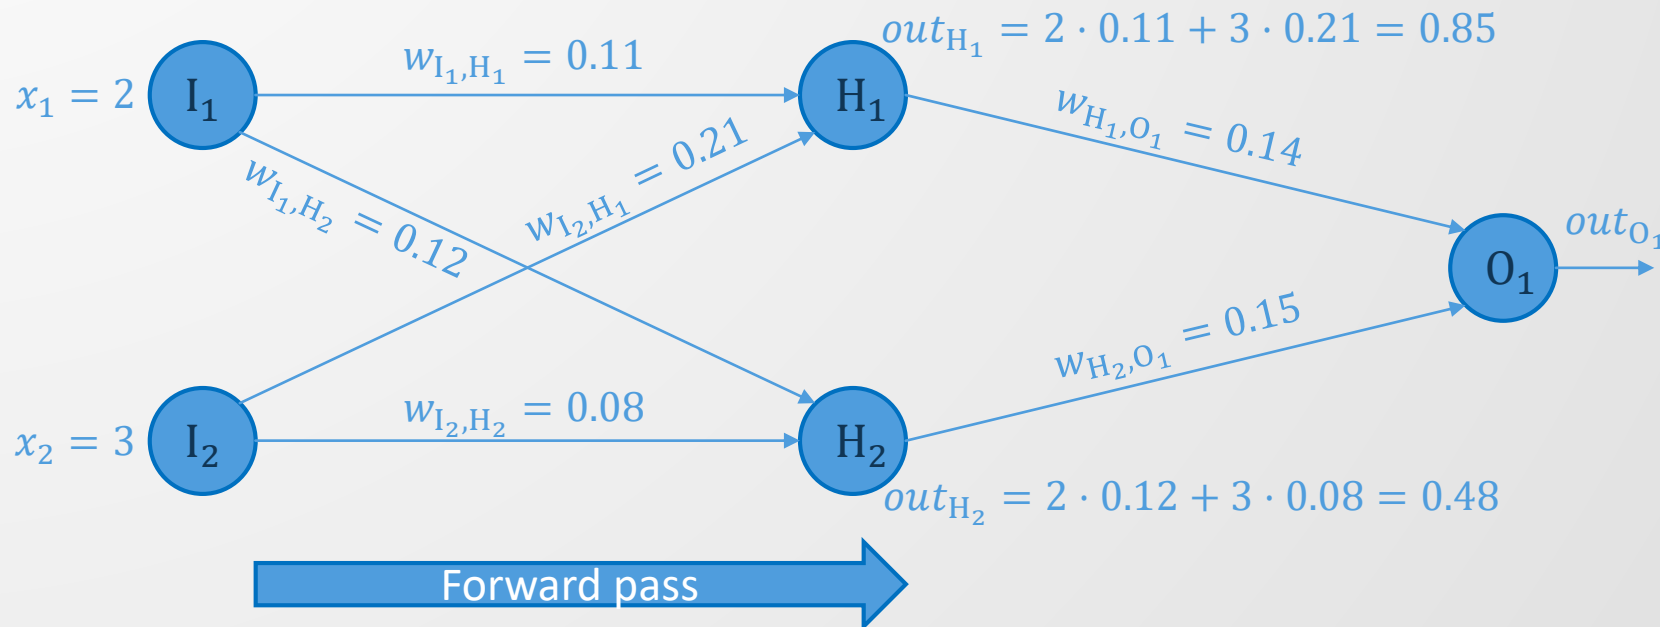 out_H₁ = 2 · 0.11 + 3 · 0.21 = 0.85
w_I₁,H₁ = 0.11
x₁ = 2
I₁
H₁
w_H₁,O₁ = 0.14
w_I₁,H₂ = 0.12
w_I₂,H₁ = 0.21
out_O₁
O₁
w_H₂,O₁ = 0.15
w_I₂,H₂ = 0.08
x₂ = 3
I₂
H₂
out_H₂ = 2 · 0.12 + 3 · 0.08 = 0.48
Forward pass